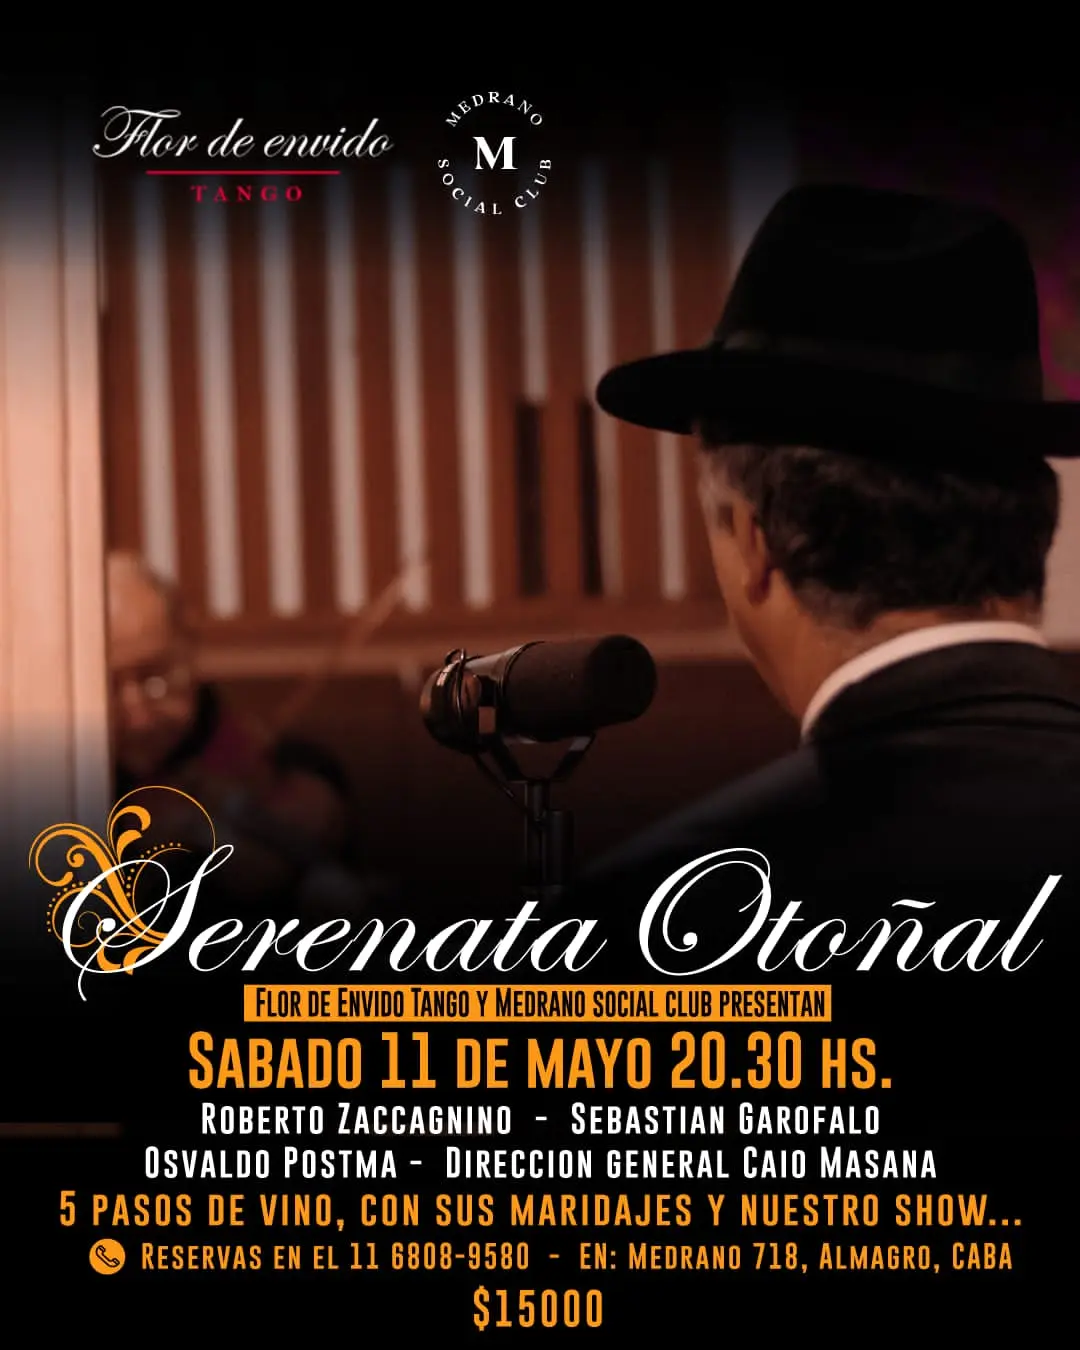 Flor de envido
TANGO
MEDRANO
M
SOCIAL CLUB
Serenata Otoñal
FLOR DE ENVIDO TANGO Y MEDRANO SOCIAL CLUB PRESENTAN
SABADO 11 DE MAYO 20.30 HS.
ROBERTO ZACCAGNINO - SEBASTIAN GAROFALO
OSVALDO POSTMA - DIRECCION GENERAL CAIO MASANA
5 PASOS DE VINO, CON SUS MARIDAJES Y NUESTRO SHOW...
RESERVAS EN EL 11 6808-9580 - EN: MEDRANO 718, ALMAGRO, CABA
$15000